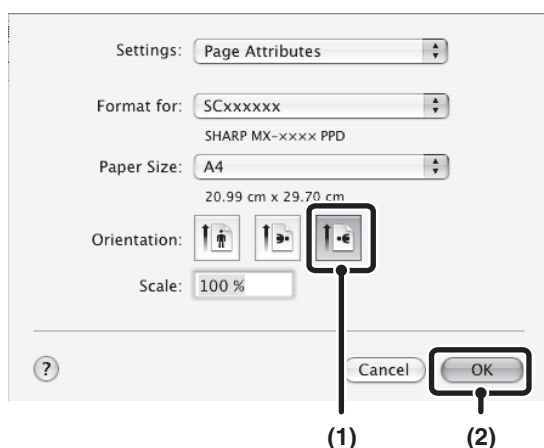 Settings: Page Attributes
Format for: SCxxxxxx
SHARP MX-×××× PPD
Paper Size: A4
20.99 cm x 29.70 cm
Orientation:
Scale: 100 %
? Cancel OK
(1) (2)